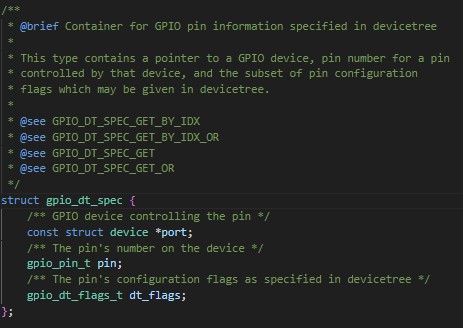 /**
 * @brief Container for GPIO pin information specified in devicetree
 *
 * This type contains a pointer to a GPIO device, pin number for a pin
 * controlled by that device, and the subset of pin configuration
 * flags which may be given in devicetree.
 *
 * @see GPIO_DT_SPEC_GET_BY_IDX
 * @see GPIO_DT_SPEC_GET_BY_IDX_OR
 * @see GPIO_DT_SPEC_GET
 * @see GPIO_DT_SPEC_GET_OR
 */
struct gpio_dt_spec {
    /** GPIO device controlling the pin */
    const struct device *port;
    /** The pin's number on the device */
    gpio_pin_t pin;
    /** The pin's configuration flags as specified in devicetree */
    gpio_dt_flags_t dt_flags;
};